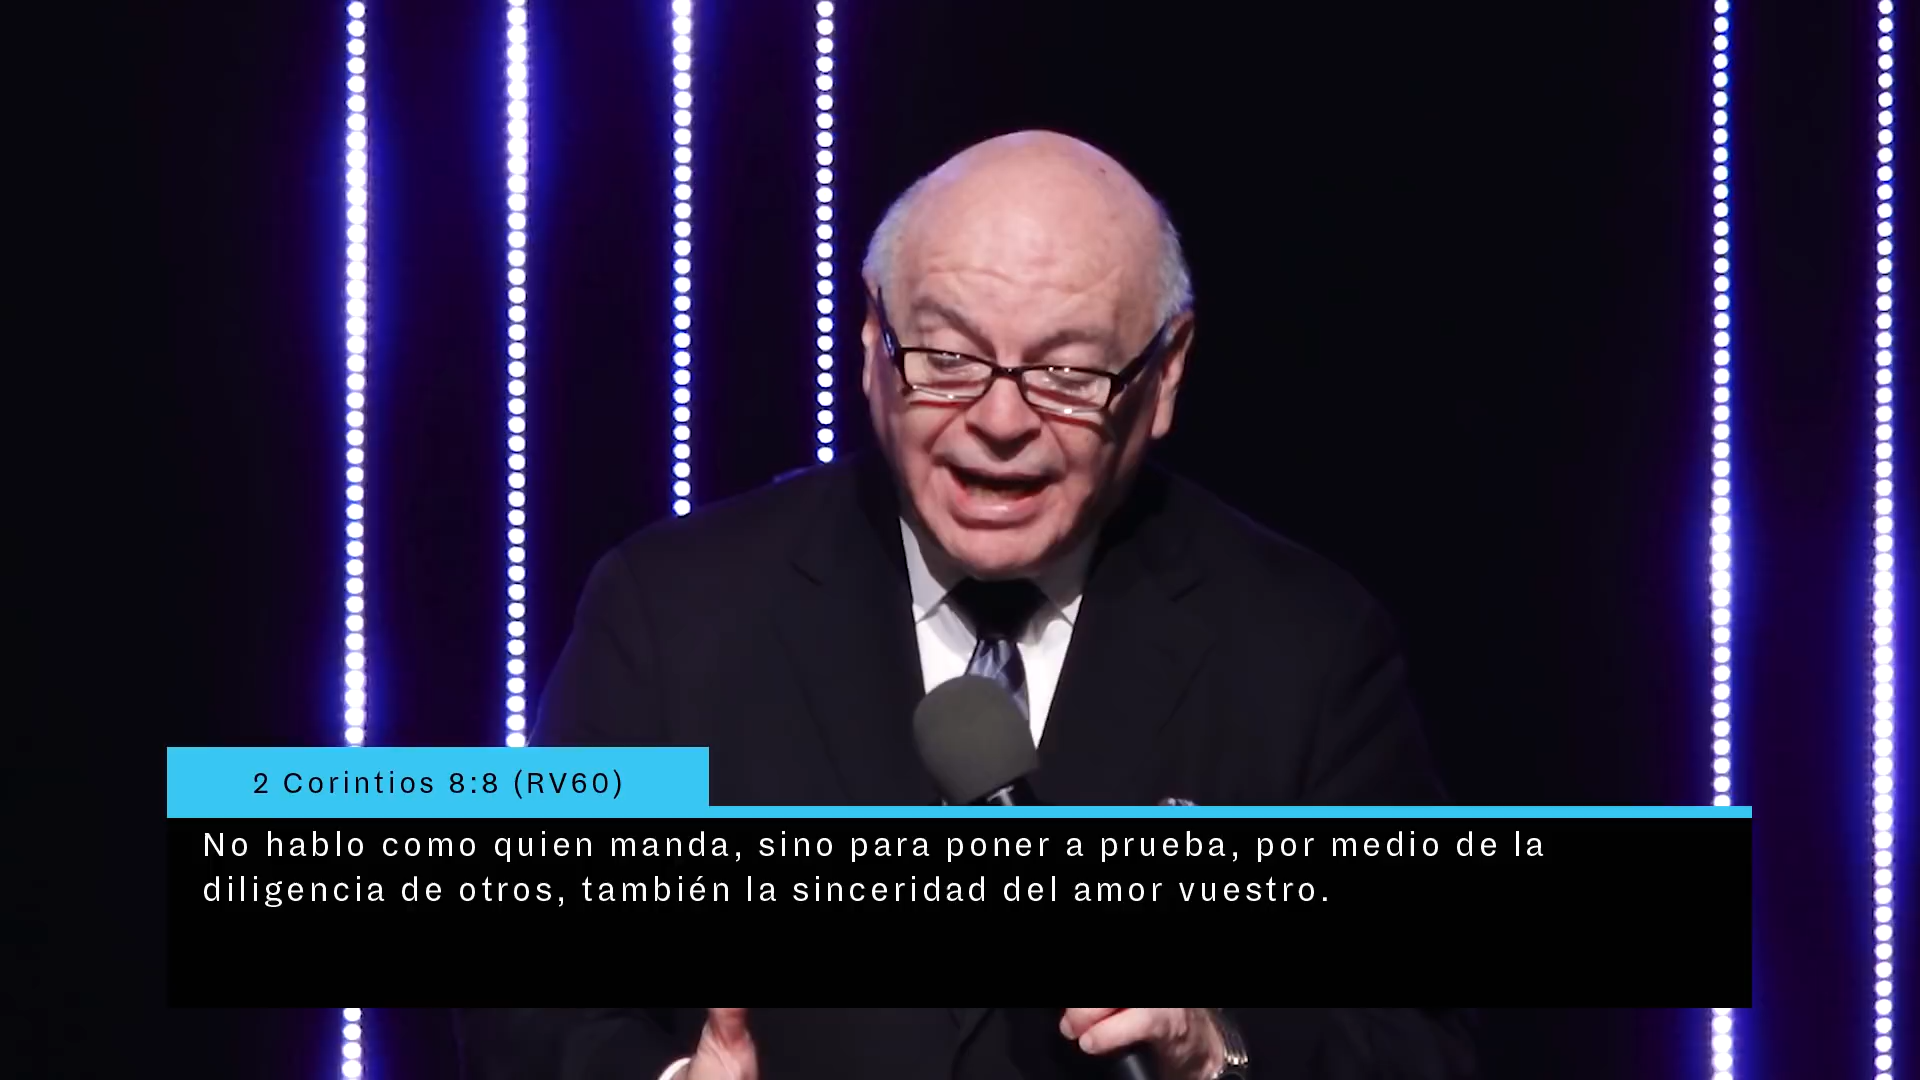 2 Corintios 8:8 (RV60)
No hablo como quien manda, sino para poner a prueba, por medio de la
diligencia de otros, también la sinceridad del amor vuestro.